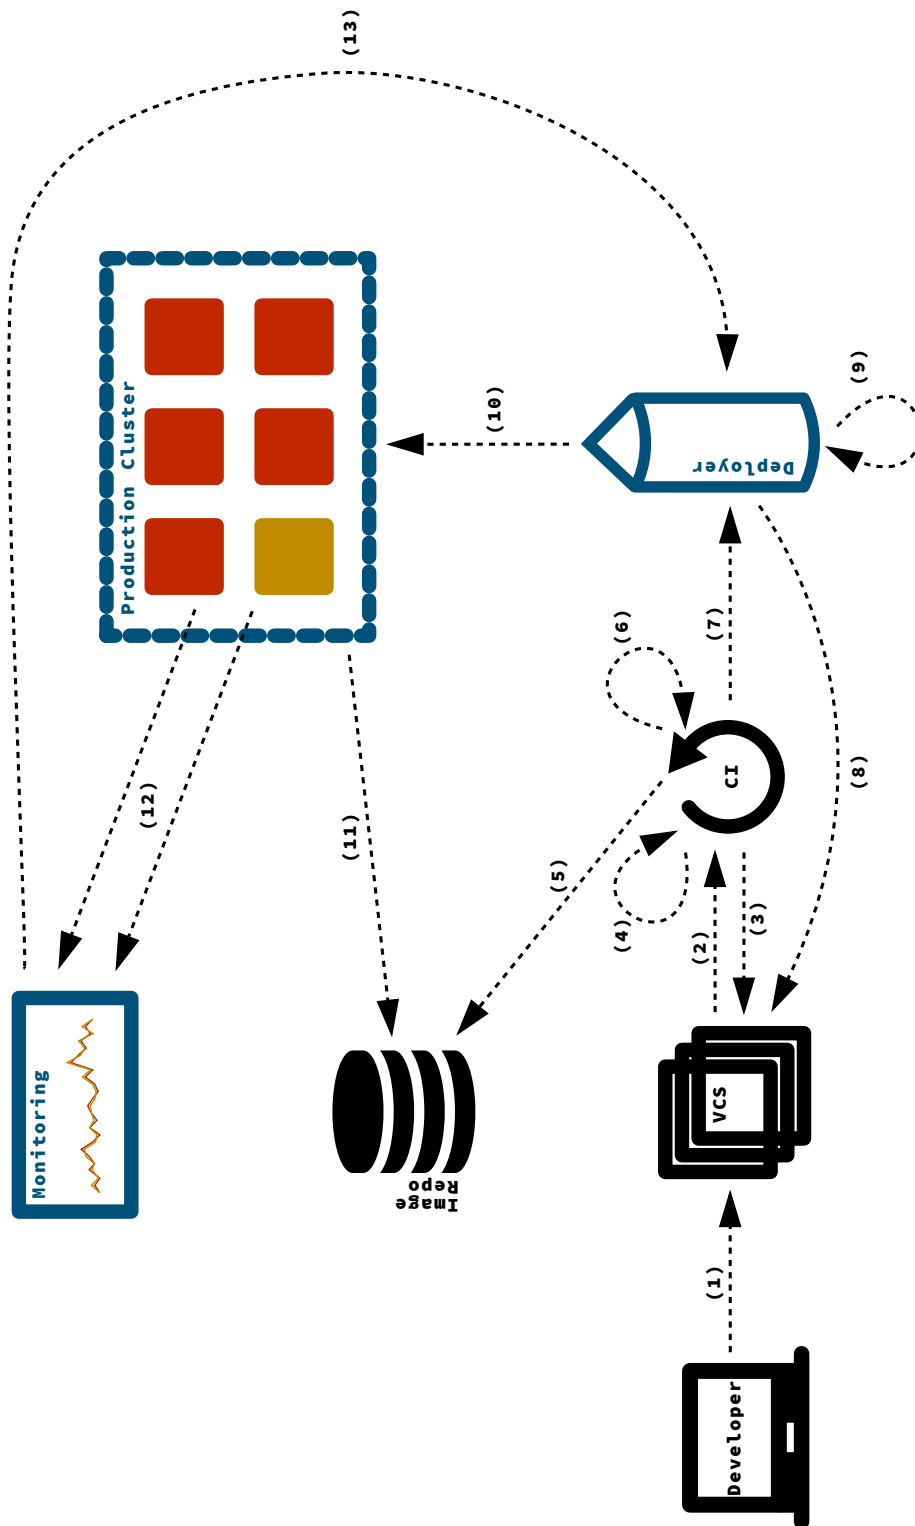 (13)
Production Cluster
(9)
(10)
Deployer
(6)
(7)
(8)
CI
(12)
(11)
(5)
(4)
(2)
(3)
Monitoring
VCS
Image
Repo
(1)
Developer